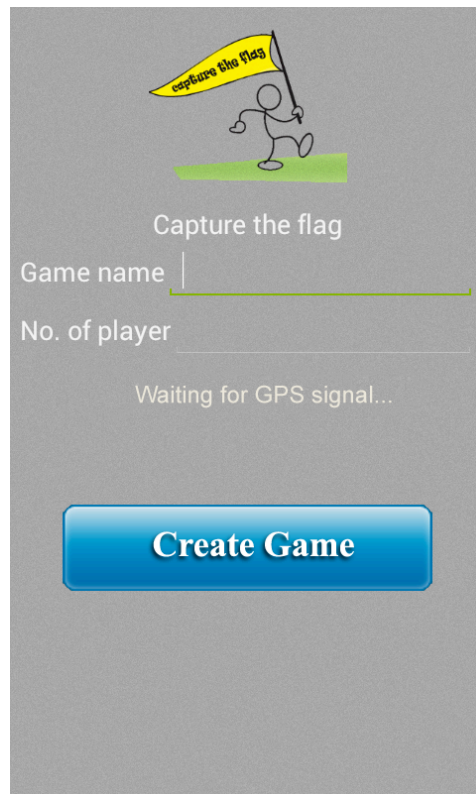 capture the flag
Capture the flag
Game name
No. of player
Waiting for GPS signal...
Create Game